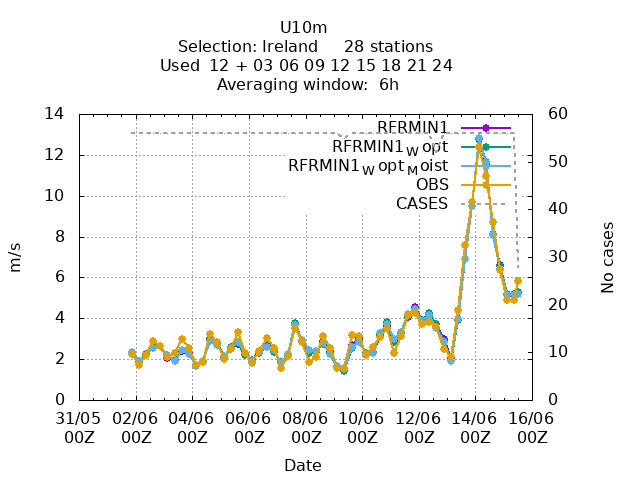 U10m
Selection: Ireland 28 stations
Used 12 + 03 06 09 12 15 18 21 24
Averaging window: 6h
14 60
RFRMIN1
RFRMIN1W opt
RFRMIN1W optM oist
OBS
CASES
12
10
8
6
4
2
0
50
40
30
20
10
0
m/s
No cases
31/05 02/06 04/06 06/06 08/06 10/06 12/06 14/06 16/06
00Z 00Z 00Z 00Z 00Z 00Z 00Z 00Z 00Z
Date